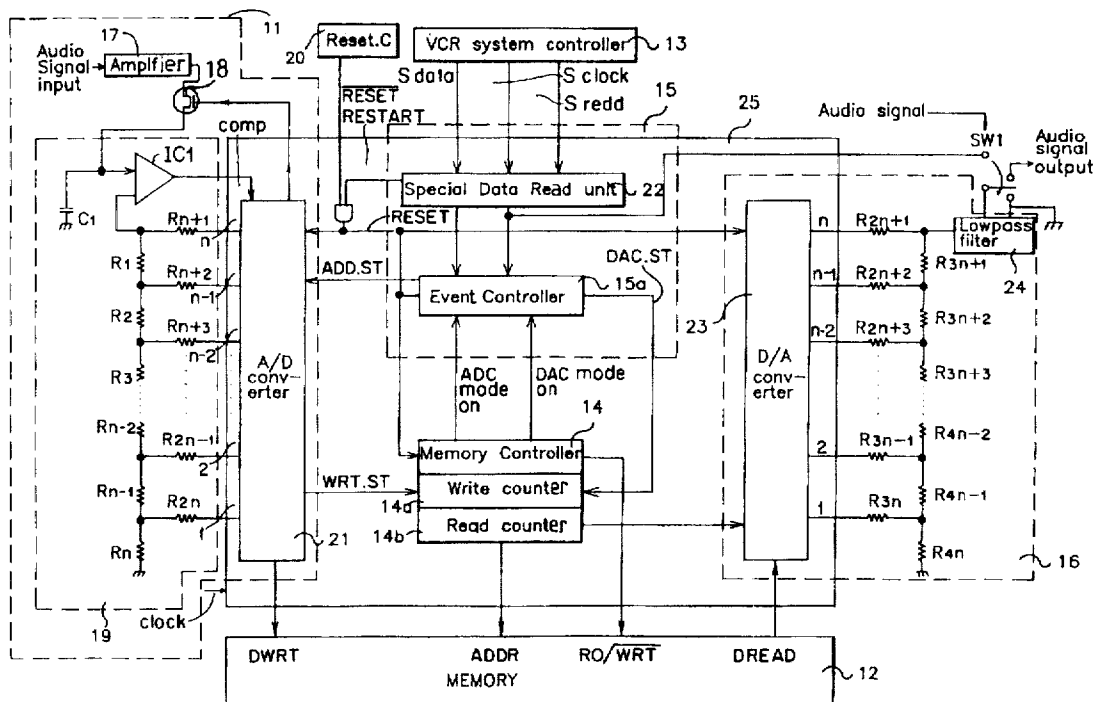 11
17
Audio
Signal
input
Amplfier
18
20
Reset.C
RESET
RESTART
VCR system controller
13
S data
S clock
S redd
15
25
Audio signal
SW1
Audio
signal
output
comp
IC1
C1
Special Data Read unit
22
RESET
ADD.ST
Event Controller
15a
DAC.ST
23
Lowpass
filter
24
Rn+1
n
R1
Rn+2
n-1
R2
Rn+3
n-2
R3
Rn-2
R2n-1
2
Rn-1
R2n
1
Rn
A/D
conv-
erter
21
ADC
mode
on
DAC mode
on
14
Memory Controller
Write counter
14a
Read counter
14b
WRT.ST
D/A
conv-
erter
n
R2n+1
R3n+1
n-1
R2n+2
R3n+2
n-2
R2n+3
R3n+3
R4n-2
2
R3n-1
R4n-1
1
R3n
R4n
16
19
clock
DWRT
ADDR
RO/WRT
DREAD
MEMORY
12